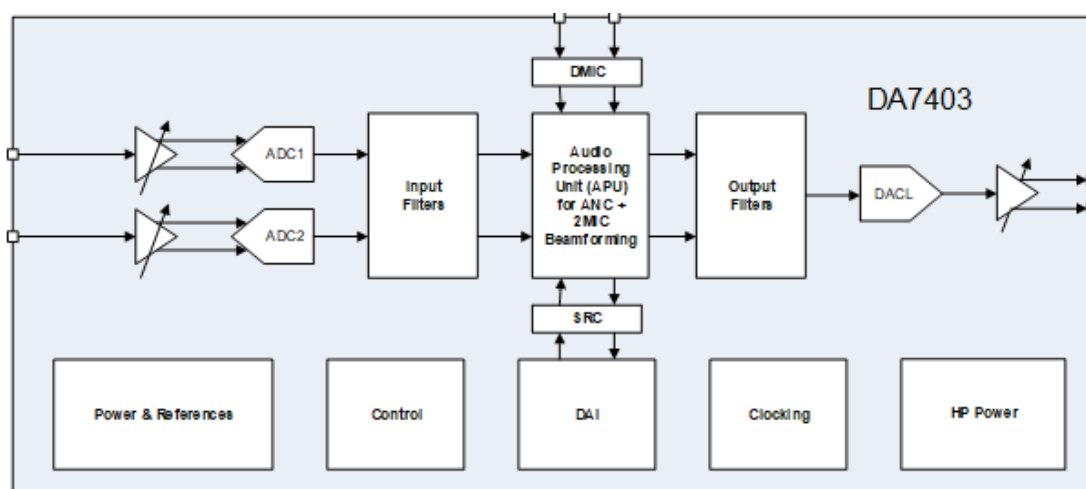 DMIC
DA7403
ADC1
Input
Filters
Audio
Processing
Unit (APU)
for ANC +
2MIC
Beamforming
Output
Filters
DACL
ADC2
SRC
Power & References
Control
DAI
Clocking
HP Power